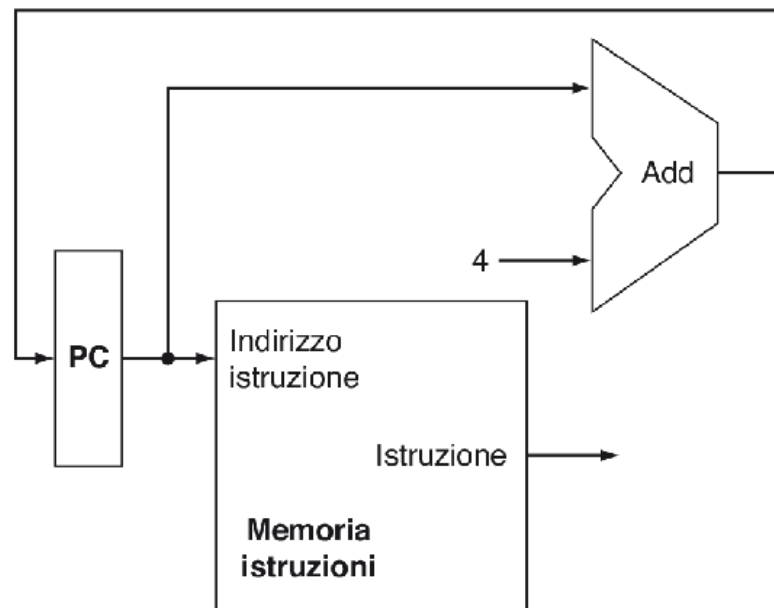 Add
4
PC
Indirizzo
istruzione
Istruzione
Memoria
istruzioni